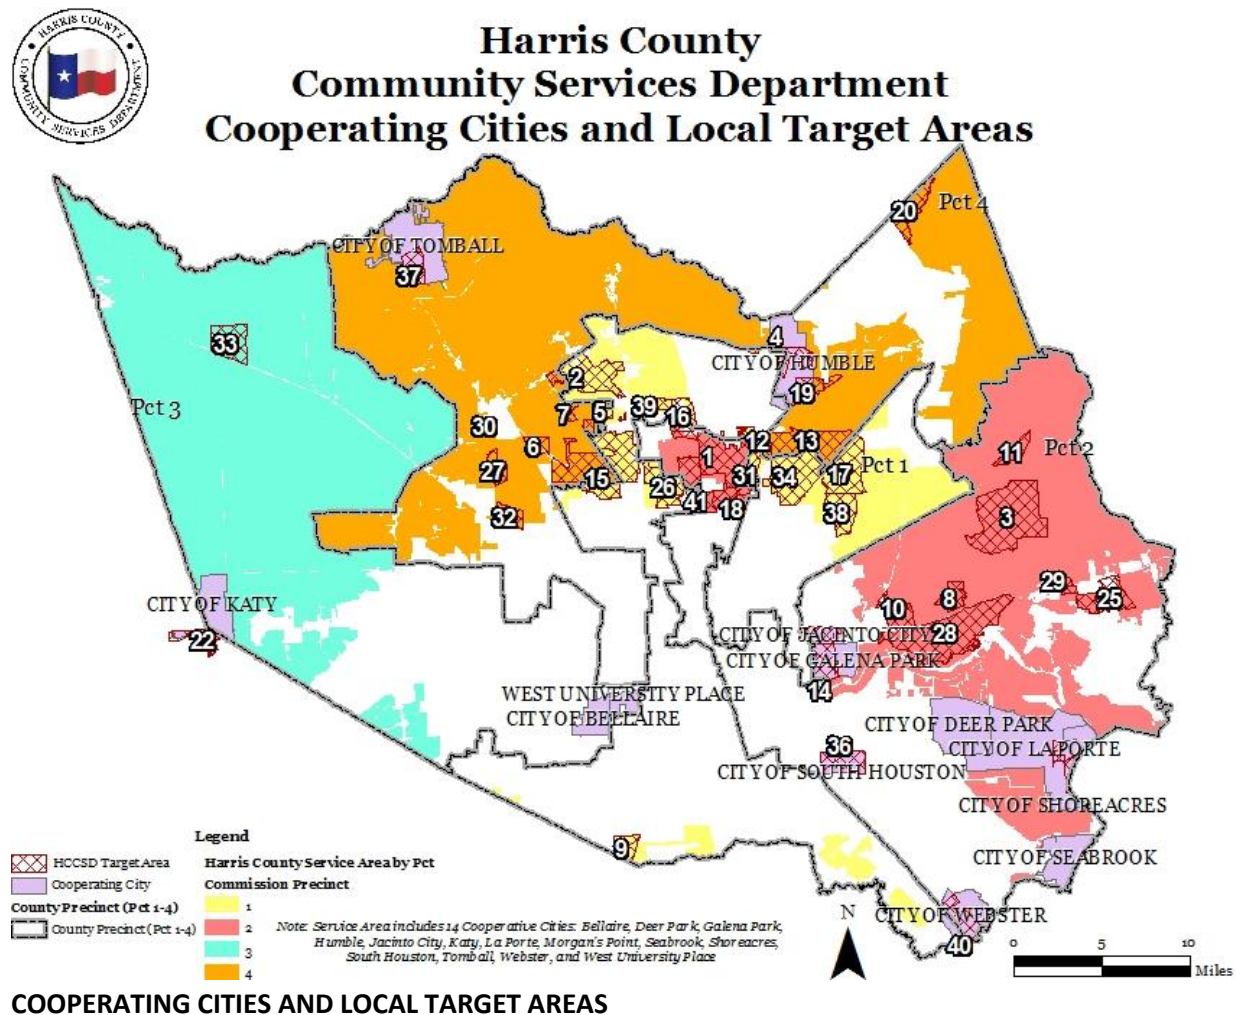 HARRIS COUNTY
COMMUNITY SERVICES DEPARTMENT
Harris County
Community Services Department
Cooperating Cities and Local Target Areas
20
Pct 4
CITY OF TOMBALL
37
33
4
CITY OF HUMBLE
2
19
Pct 3
7
5
39
16
30
6
12
13
11
Pct 2
27
15
1
31
34
17
Pct 1
26
41
18
32
38
3
29
25
CITY OF KATY
10
8
22
CITY OF JACINTO CITY
28
CITY OF GALENA PARK
14
WEST UNIVERSITY PLACE
CITY OF BELLAIRE
CITY OF DEER PARK
36
CITY OF LA PORTE
CITY OF SOUTH HOUSTON
CITY OF SHOREACRES
9
CITY OF SEABROOK
CITY OF WEBSTER
40
Legend
HCCSD Target Area
Cooperating City
County Precinct (Pct 1-4)
County Precinct (Pct 1-4)
Harris County Service Area by Pct
Commission Precinct
1
2
3
4
Note: Service Area includes 14 Cooperative Cities: Bellaire, Deer Park, Galena Park,
Humble, Jacinto City, Katy, La Porte, Morgan's Point, Seabrook, Shoreacres,
South Houston, Tomball, Webster, and West University Place
N
0 5 10
Miles
COOPERATING CITIES AND LOCAL TARGET AREAS